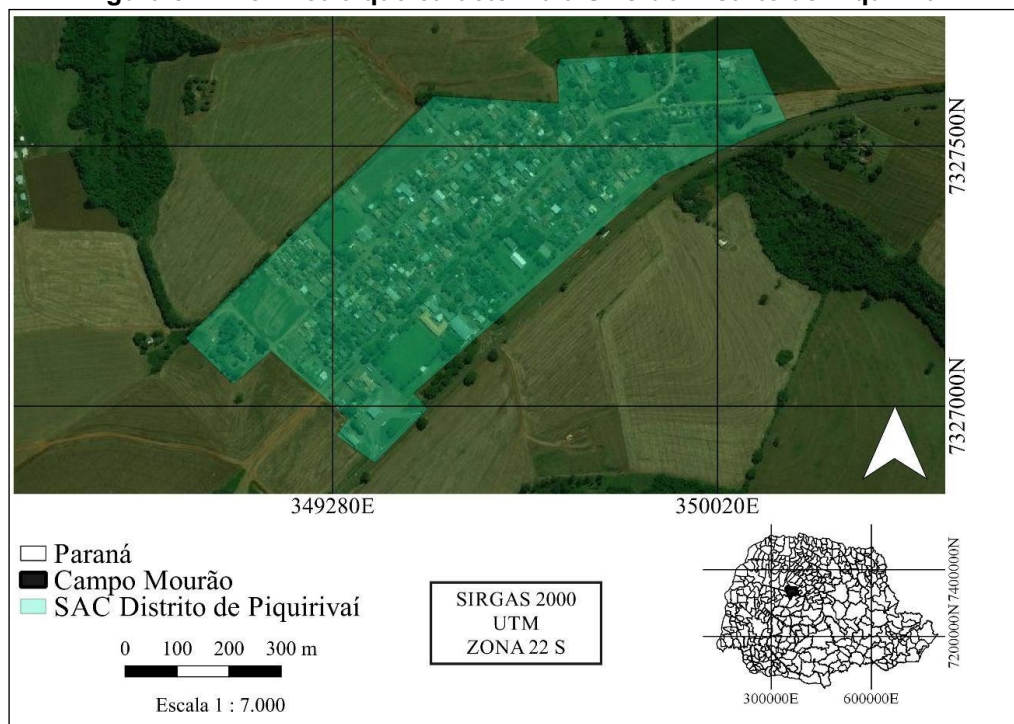 7327500N
7327000N
349280E 350020E
Paraná
Campo Mourão
SAC Distrito de Piquirivaí
0 100 200 300 m
Escala 1 : 7.000
SIRGAS 2000
UTM
ZONA 22 S
7400000N
7200000N
300000E 600000E